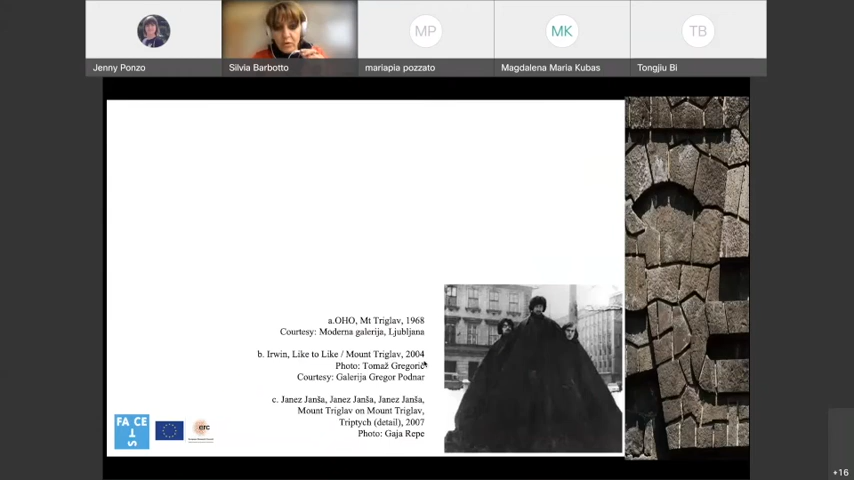 MP
MK
TB
Jenny Ponzo
Silvia Barbotto
mariapia pozzato
Magdalena Maria Kubas
Tongjiu Bi
a.OHO, Mt Triglav, 1968
Courtesy: Moderna galerija, Ljubljana
b. Irwin, Like to Like / Mount Triglav, 2004
Photo: Tomaž Gregorič
Courtesy: Galerija Gregor Podnar
c. Janez Janša, Janez Janša, Janez Janša,
Mount Triglav on Mount Triglav,
Triptych (detail), 2007
Photo: Gaja Repe
FA CE
TS
erc
+16